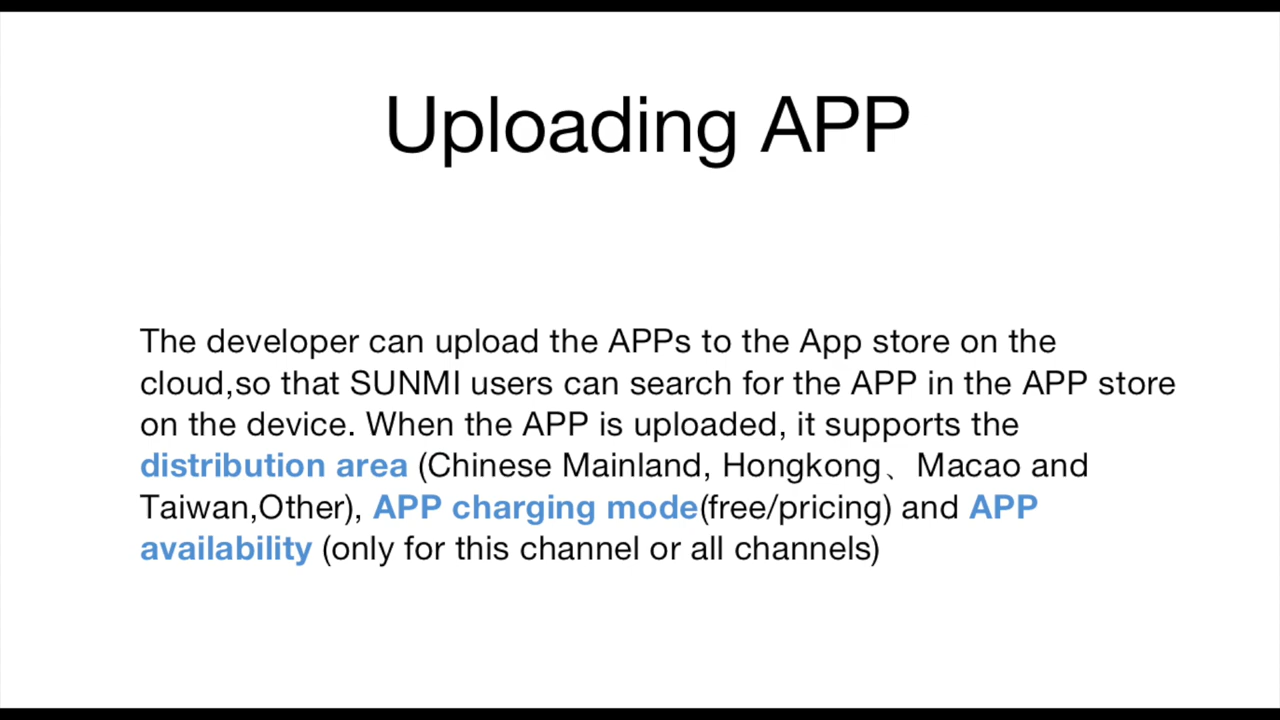 Uploading APP
The developer can upload the APPs to the App store on the
cloud,so that SUNMI users can search for the APP in the APP store
on the device. When the APP is uploaded, it supports the
distribution area (Chinese Mainland, Hongkong、Macao and
Taiwan,Other), APP charging mode(free/pricing) and APP
availability (only for this channel or all channels)